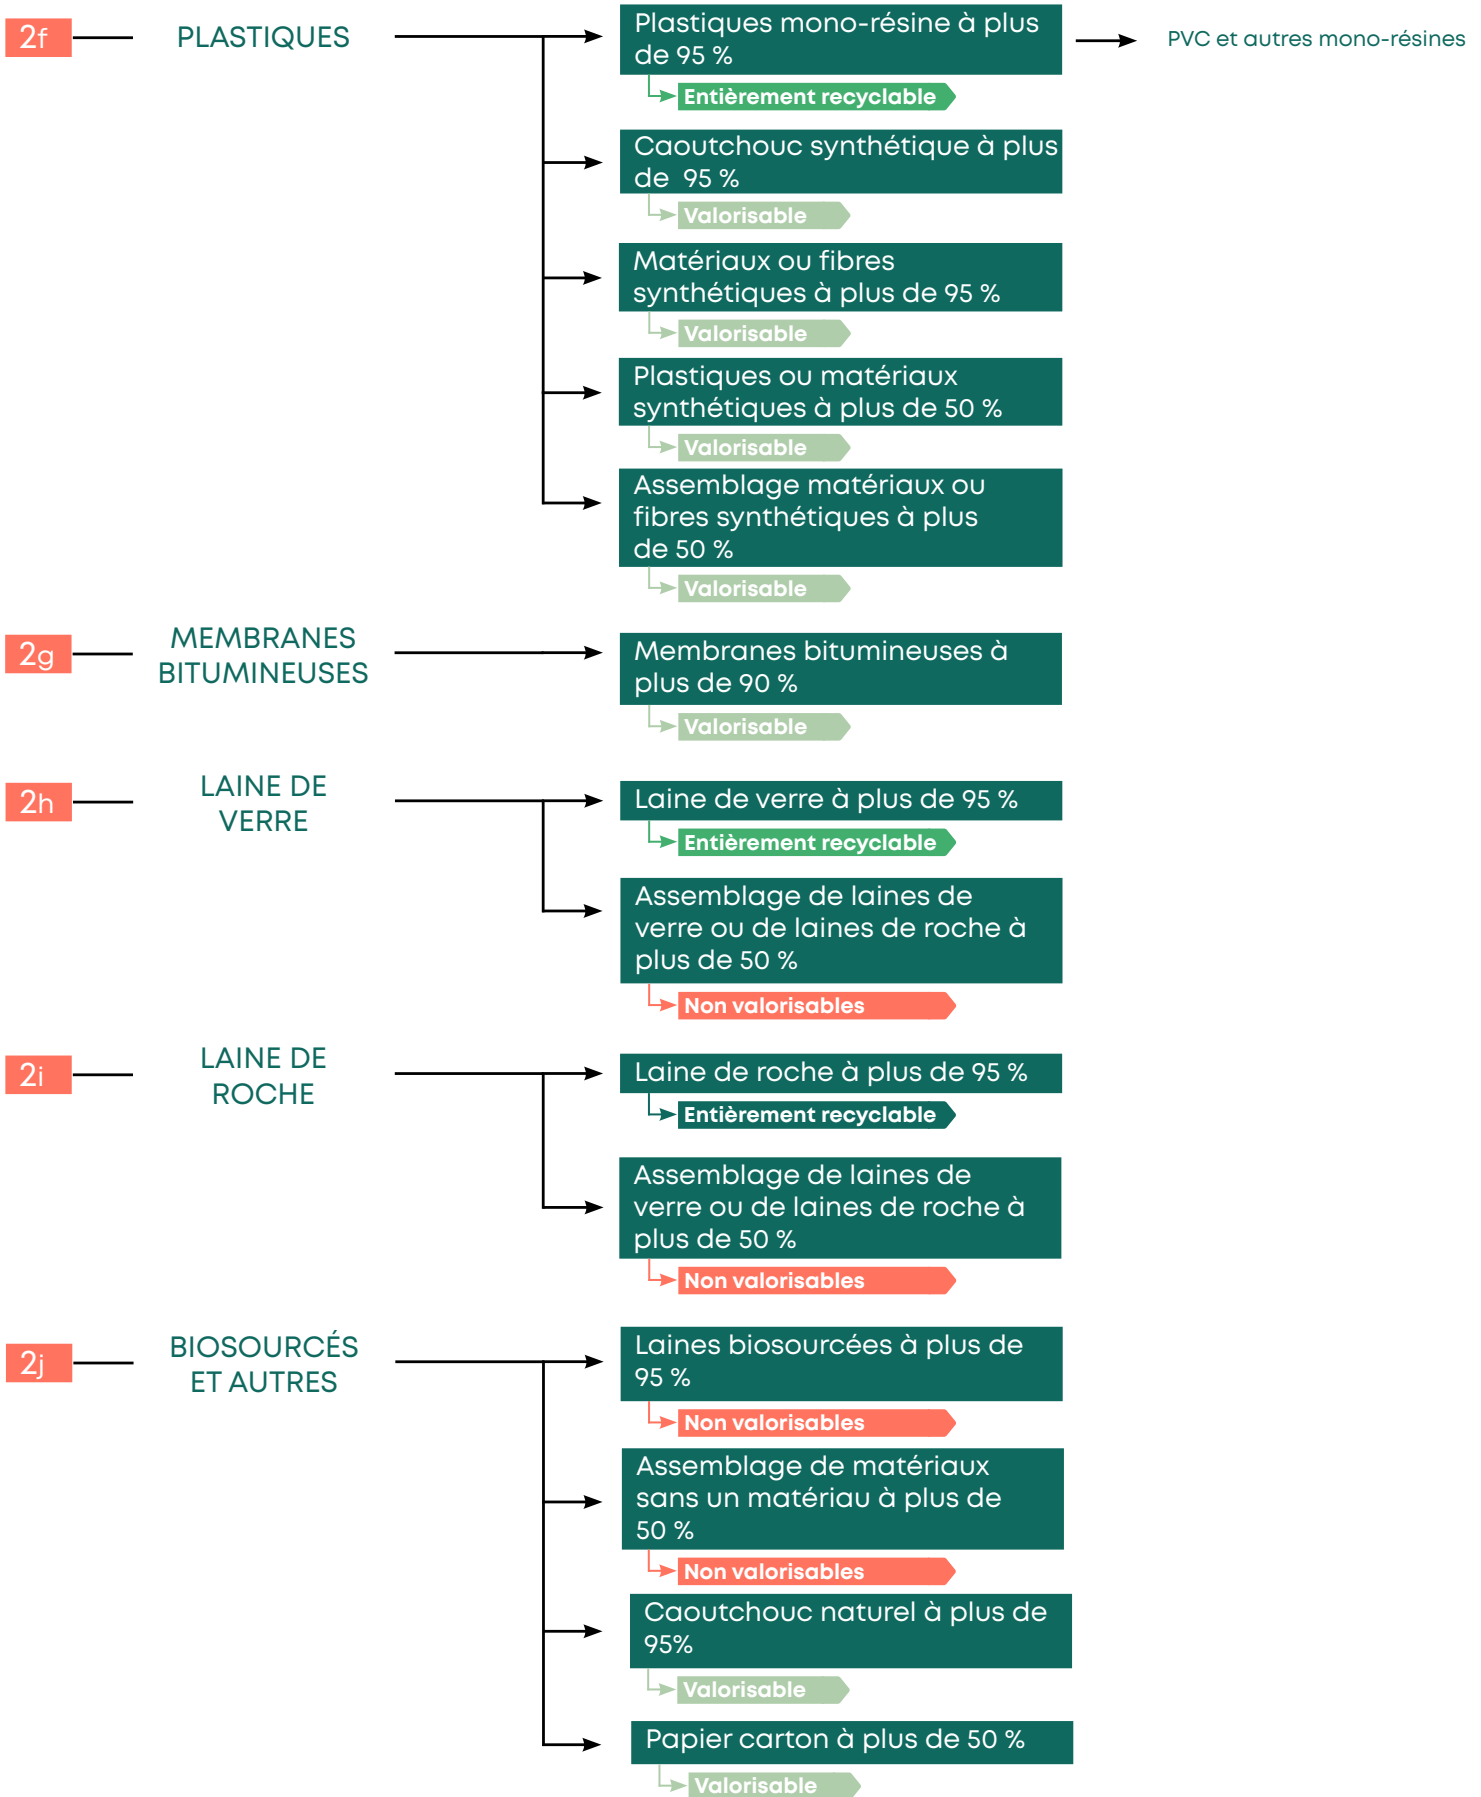 2f
PLASTIQUES
Plastiques mono-résine à plus
de 95 %
PVC et autres mono-résines
Entièrement recyclable
Caoutchouc synthétique à plus
de 95 %
Valorisable
Matériaux ou fibres
synthétiques à plus de 95 %
Valorisable
Plastiques ou matériaux
synthétiques à plus de 50 %
Valorisable
Assemblage matériaux ou
fibres synthétiques à plus
de 50 %
Valorisable
2g
MEMBRANES
BITUMINEUSES
Membranes bitumineuses à
plus de 90 %
Valorisable
2h
LAINE DE
VERRE
Laine de verre à plus de 95 %
Entièrement recyclable
Assemblage de laines de
verre ou de laines de roche à
plus de 50 %
Non valorisables
2i
LAINE DE
ROCHE
Laine de roche à plus de 95 %
Entièrement recyclable
Assemblage de laines de
verre ou de laines de roche à
plus de 50 %
Non valorisables
2j
BIOSOURCÉS
ET AUTRES
Laines biosourcées à plus de
95 %
Non valorisables
Assemblage de matériaux
sans un matériau à plus de
50 %
Non valorisables
Caoutchouc naturel à plus de
95%
Valorisable
Papier carton à plus de 50 %
Valorisable